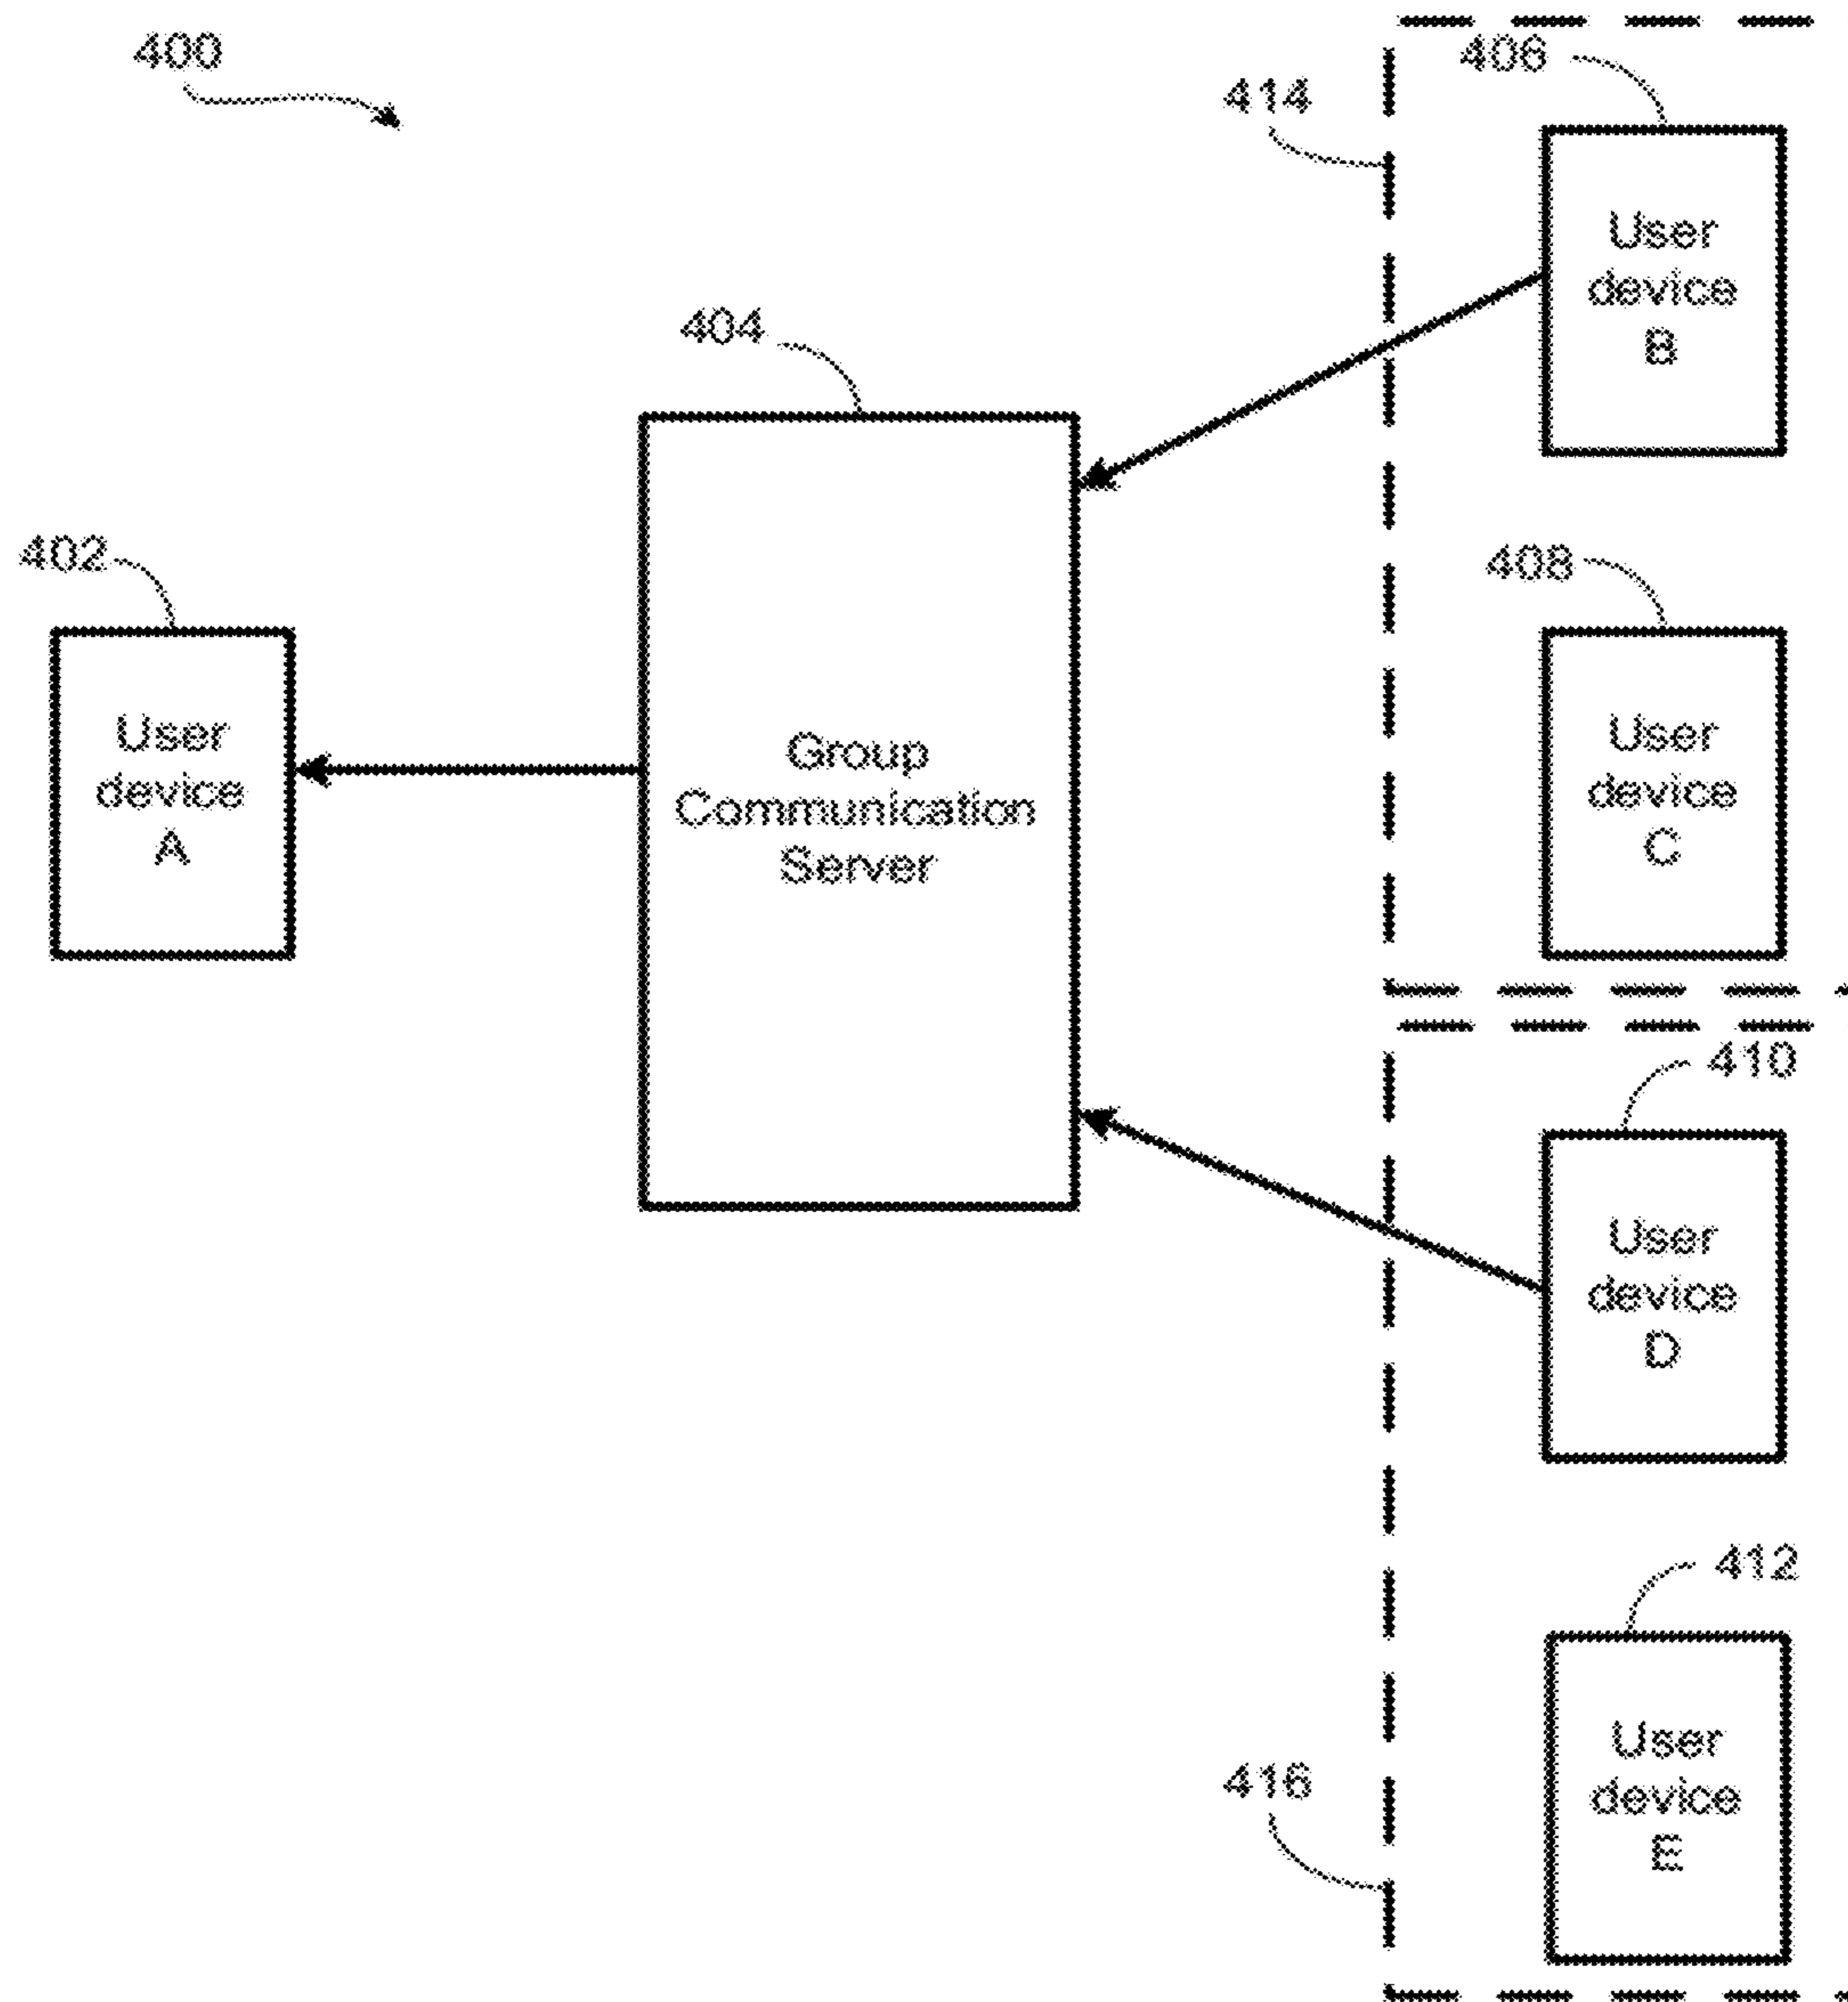 400
406
414
User
device
B
404
402
408
User
device
A
Group
Communication
Server
User
device
C
410
User
device
D
412
416
User
device
E